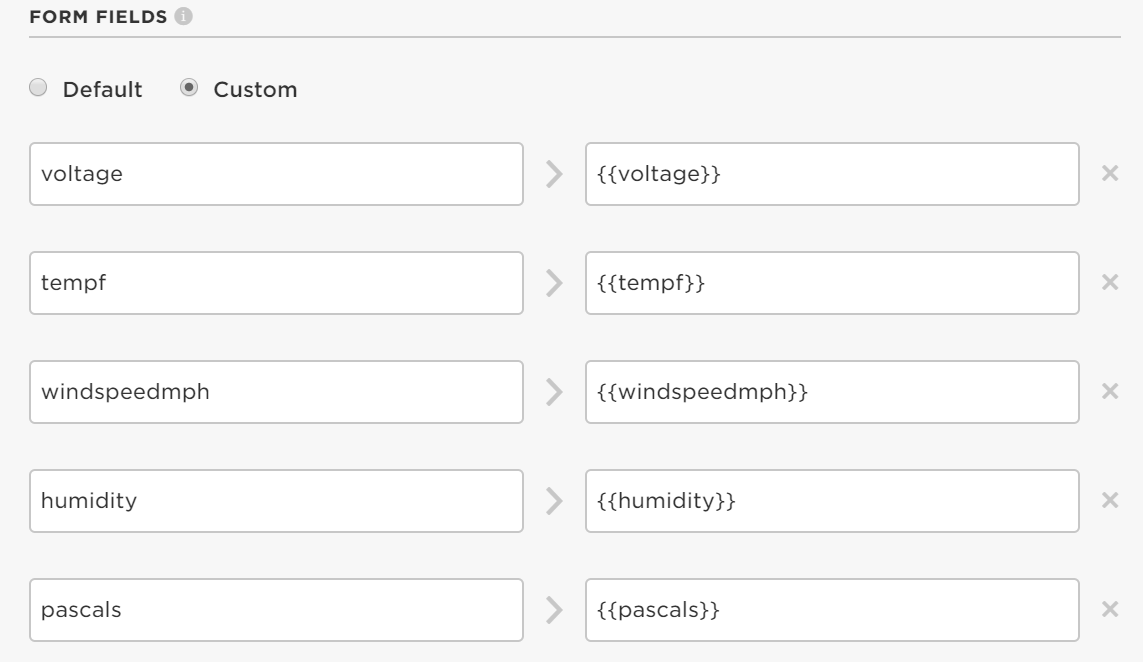 FORM FIELDS i
Default Custom
voltage {{voltage}}
tempf {{tempf}}
windspeedmph {{windspeedmph}}
humidity {{humidity}}
pascals {{pascals}}